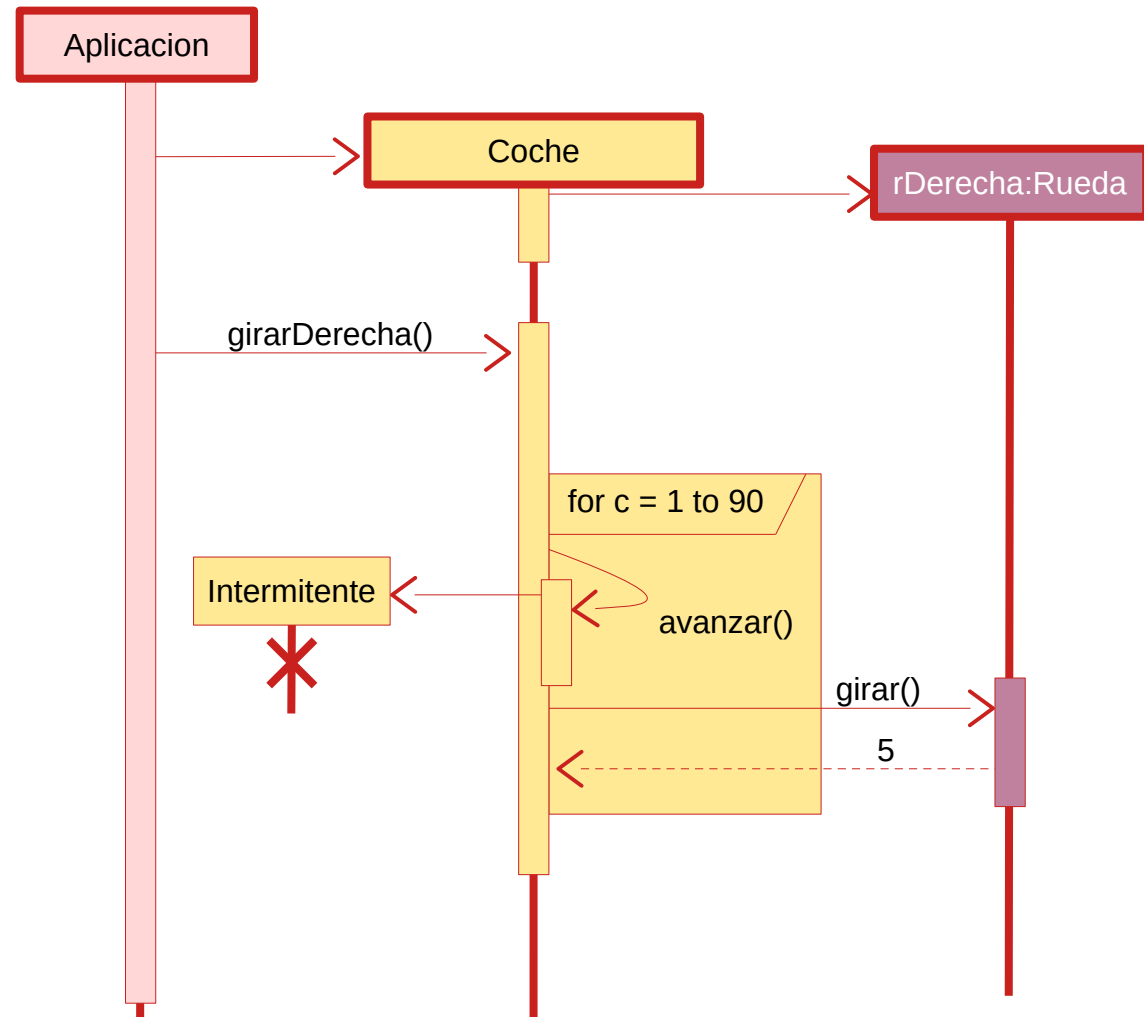 Aplicacion
Coche
rDerecha:Rueda
girarDerecha()
for c = 1 to 90
Intermitente
avanzar()
girar()
5